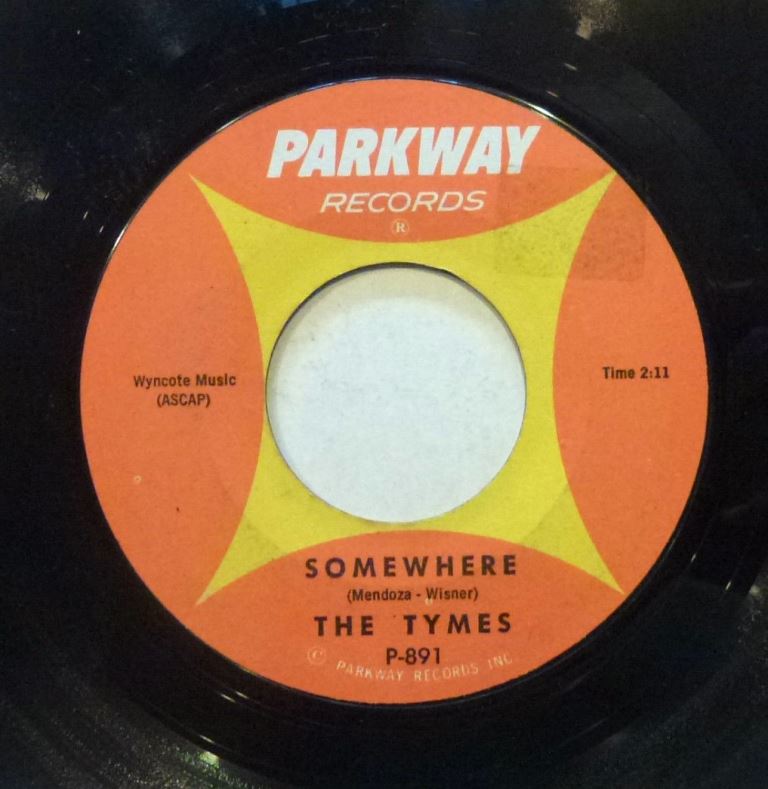 PARKWAY
RECORDS
®
Wyncote Music
(ASCAP)
Time 2:11
SOMEWHERE
(Mendoza - Wisner)
THE TYMES
P-891
© PARKWAY RECORDS INC